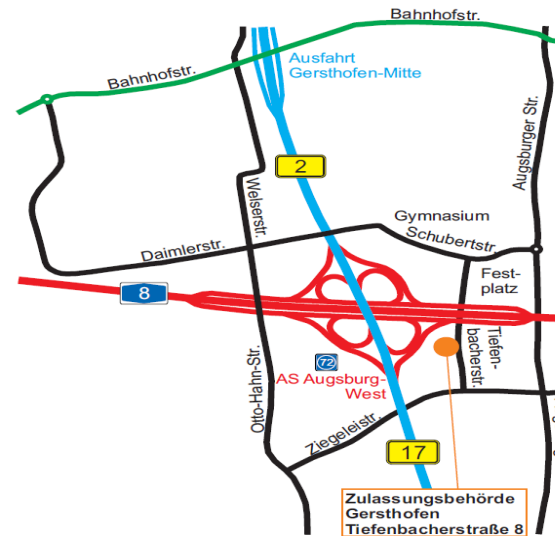 Bahnhofstr.
Ausfahrt
Gersthofen-Mitte
Bahnhofstr.
Augsburger Str.
2
Welserstr.
Gymnasium
Schubertstr.
Daimlerstr.
Fest-
platz
8
Tiefen-
bacherstr.
72
AS Augsburg-
West
Otto-Hahn-Str.
Ziegeleistr.
17
Zulassungsbehörde
Gersthofen
Tiefenbacherstraße 8